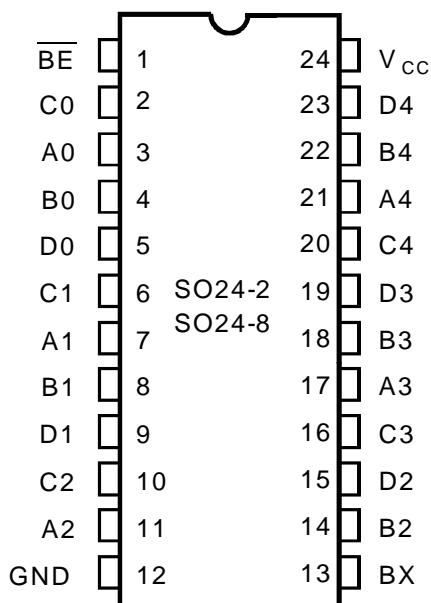 BE 1 24 VCC
C0 2 23 D4
A0 3 22 B4
B0 4 21 A4
D0 5 20 C4
C1 6 SO24-2 19 D3
A1 7 SO24-8 18 B3
B1 8 17 A3
D1 9 16 C3
C2 10 15 D2
A2 11 14 B2
GND 12 13 BX